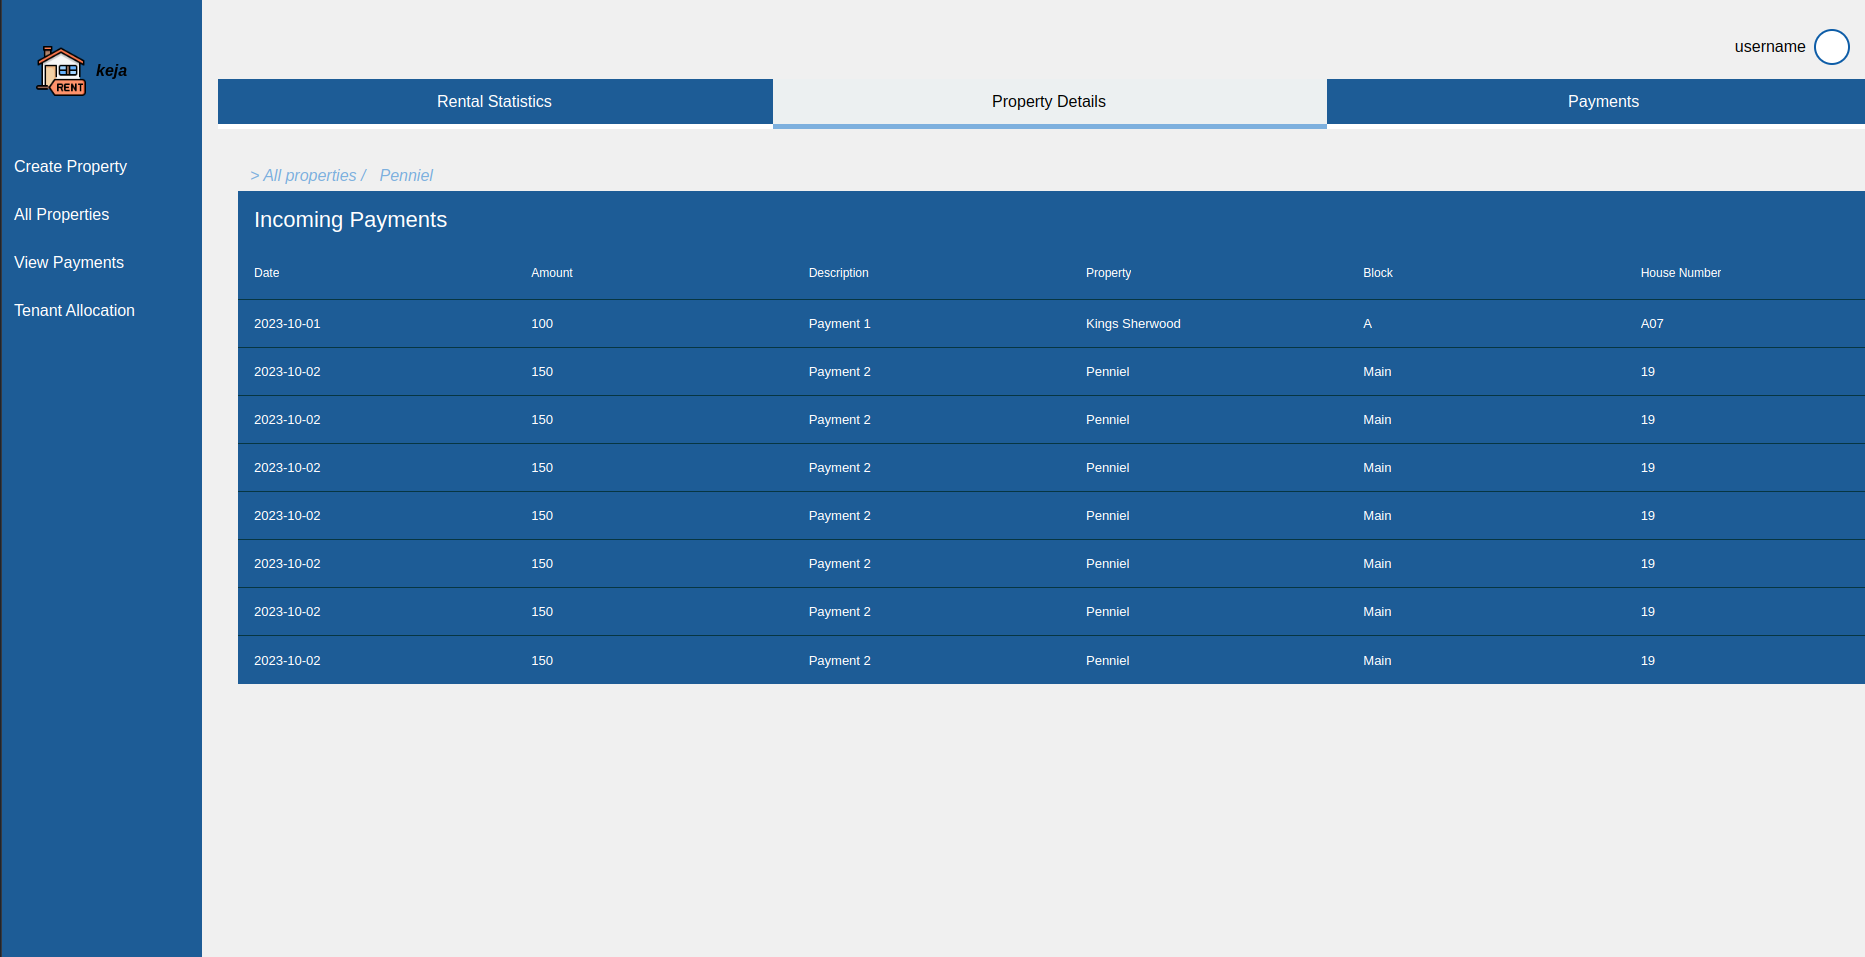 username
RENT
keja
Rental Statistics Property Details Payments
Create Property
All Properties
View Payments
Tenant Allocation
> All properties / Penniel
Incoming Payments
Date Amount Description Property Block House Number
2023-10-01 100 Payment 1 Kings Sherwood A A07
2023-10-02 150 Payment 2 Penniel Main 19
2023-10-02 150 Payment 2 Penniel Main 19
2023-10-02 150 Payment 2 Penniel Main 19
2023-10-02 150 Payment 2 Penniel Main 19
2023-10-02 150 Payment 2 Penniel Main 19
2023-10-02 150 Payment 2 Penniel Main 19
2023-10-02 150 Payment 2 Penniel Main 19